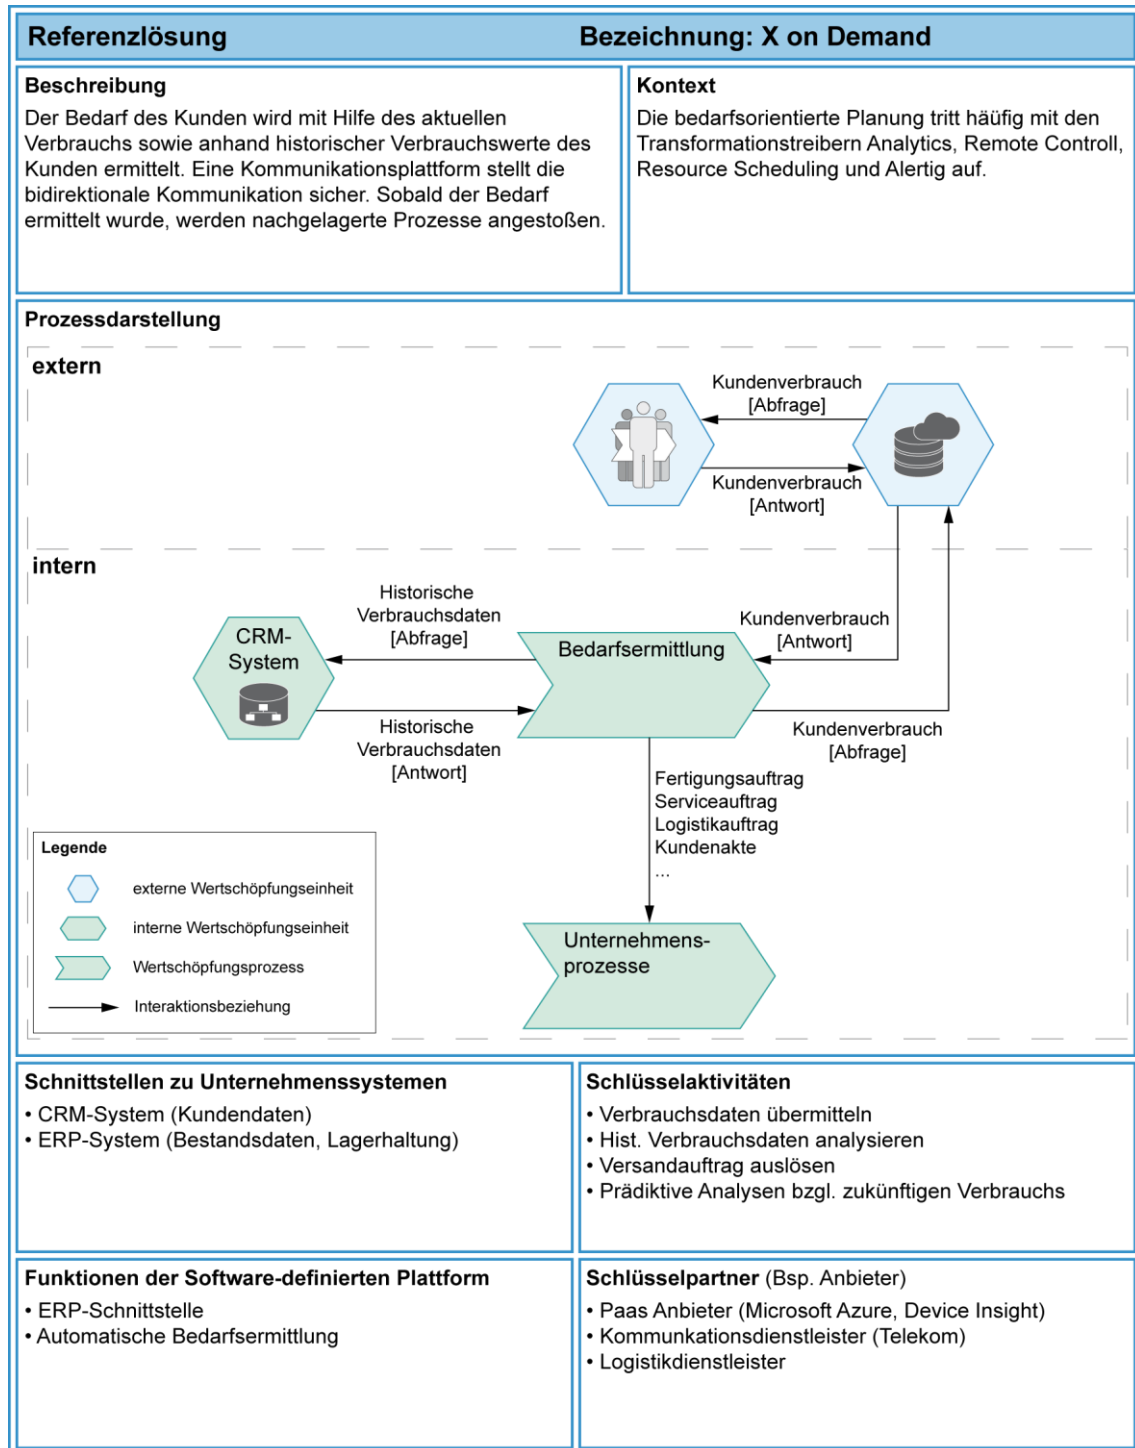 Referenzlösung
Bezeichnung: X on Demand
Beschreibung
Der Bedarf des Kunden wird mit Hilfe des aktuellen
Verbrauchs sowie anhand historischer Verbrauchswerte des
Kunden ermittelt. Eine Kommunikationsplattform stellt die
bidirektionale Kommunikation sicher. Sobald der Bedarf
ermittelt wurde, werden nachgelagerte Prozesse angestoßen.
Kontext
Die bedarfsorientierte Planung tritt häüfig mit den
Transformationstreibern Analytics, Remote Controll,
Resource Scheduling und Alertig auf.
Prozessdarstellung
extern
Kundenverbrauch
[Abfrage]
Kundenverbrauch
[Antwort]
intern
Historische
Verbrauchsdaten
[Abfrage]
CRM-
System
Bedarfsermittlung
Kundenverbrauch
[Antwort]
Historische
Verbrauchsdaten
[Antwort]
Kundenverbrauch
[Abfrage]
Fertigungsauftrag
Serviceauftrag
Logistikauftrag
Kundenakte
...
Legende
externe Wertschöpfungseinheit
interne Wertschöpfungseinheit
Wertschöpfungsprozess
Interaktionsbeziehung
Unternehmens-
prozesse
Schnittstellen zu Unternehmenssystemen
• CRM-System (Kundendaten)
• ERP-System (Bestandsdaten, Lagerhaltung)
Schlüsselaktivitäten
• Verbrauchsdaten übermitteln
• Hist. Verbrauchsdaten analysieren
• Versandauftrag auslösen
• Prädiktive Analysen bzgl. zukünftigen Verbrauchs
Funktionen der Software-definierten Plattform
• ERP-Schnittstelle
• Automatische Bedarfsermittlung
Schlüsselpartner (Bsp. Anbieter)
• Paas Anbieter (Microsoft Azure, Device Insight)
• Kommunkationsdienstleister (Telekom)
• Logistikdienstleister